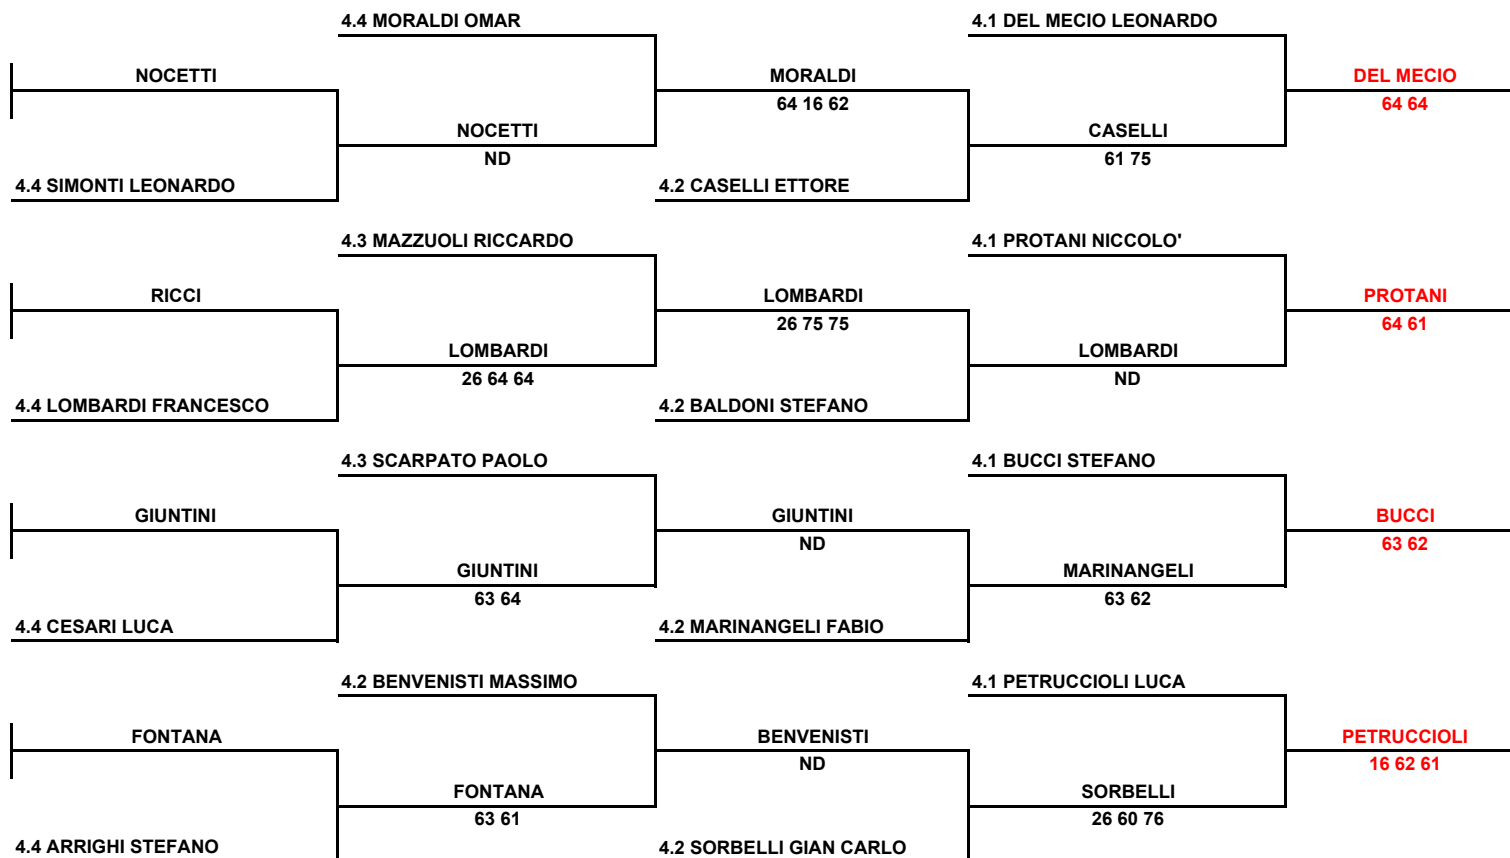 4.4 MORALDI OMAR
4.1 DEL MECIO LEONARDO
NOCETTI
MORALDI
DEL MECIO
64 16 62
64 64
NOCETTI
CASELLI
ND
61 75
4.4 SIMONTI LEONARDO
4.2 CASELLI ETTORE
4.3 MAZZUOLI RICCARDO
4.1 PROTANI NICCOLO'
RICCI
LOMBARDI
PROTANI
26 75 75
64 61
LOMBARDI
LOMBARDI
26 64 64
ND
4.4 LOMBARDI FRANCESCO
4.2 BALDONI STEFANO
4.3 SCARPATO PAOLO
4.1 BUCCI STEFANO
GIUNTINI
GIUNTINI
BUCCI
ND
63 62
GIUNTINI
MARINANGELI
63 64
63 62
4.4 CESARI LUCA
4.2 MARINANGELI FABIO
4.2 BENVENISTI MASSIMO
4.1 PETRUCCIOLI LUCA
FONTANA
BENVENISTI
PETRUCCIOLI
ND
16 62 61
FONTANA
SORBELLI
63 61
26 60 76
4.4 ARRIGHI STEFANO
4.2 SORBELLI GIAN CARLO